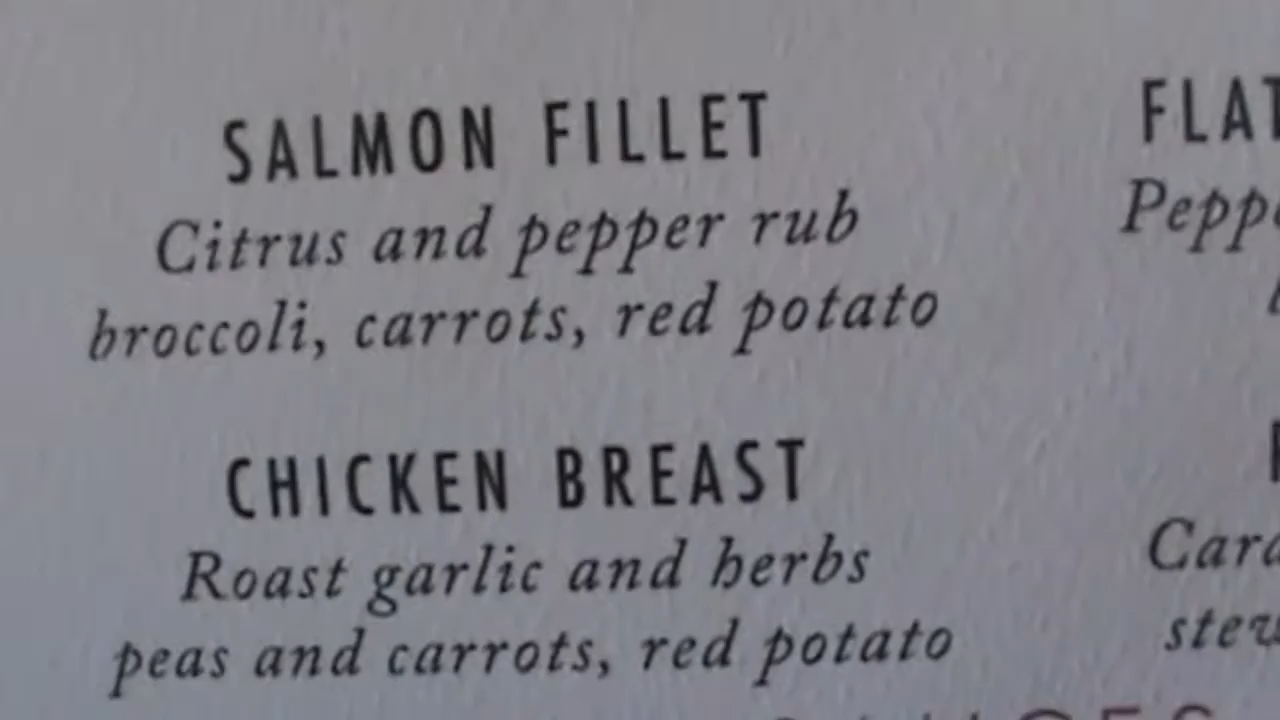 SALMON FILLET
Citrus and pepper rub
broccoli, carrots, red potato
CHICKEN BREAST
Roast garlic and herbs
peas and carrots, red potato